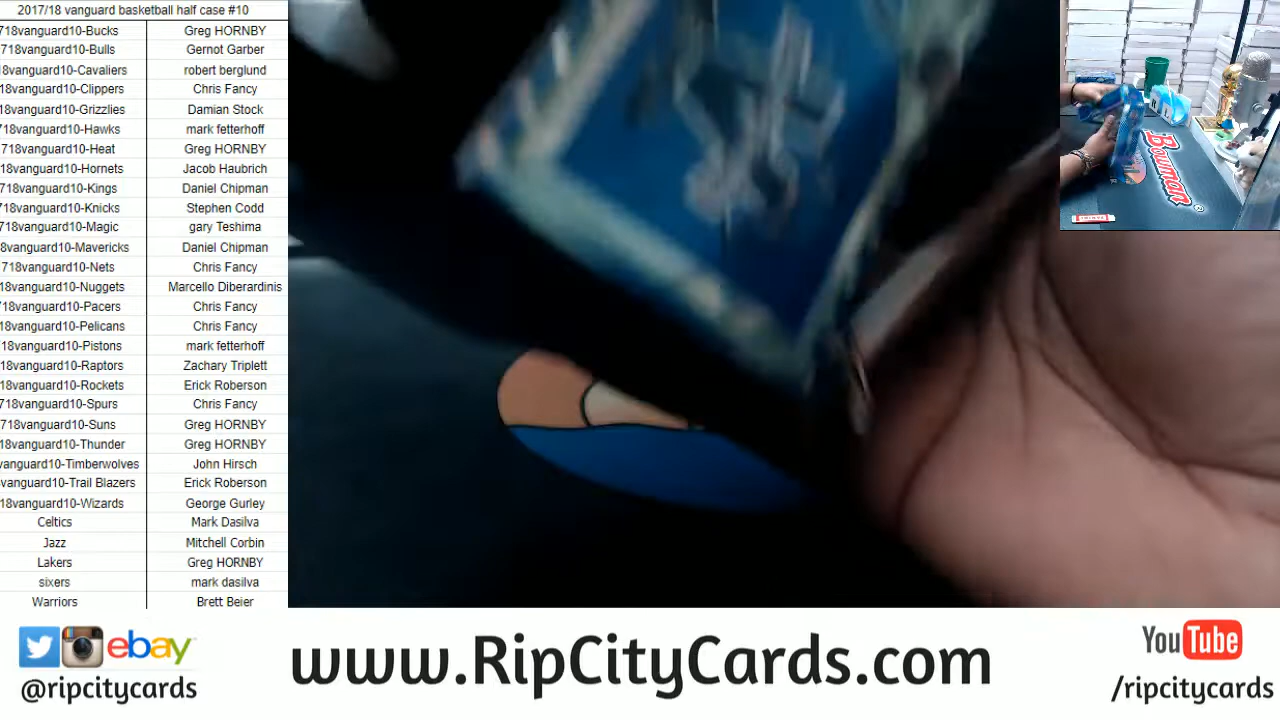 2017/18 vanguard basketball half case #10
718vanguard10-Bucks Greg HORNBY
718vanguard10-Bulls Gernot Garber
18vanguard10-Cavaliers robert berglund
718vanguard10-Clippers Chris Fancy
18vanguard10-Grizzlies Damian Stock
718vanguard10-Hawks mark fetterhoff
718vanguard10-Heat Greg HORNBY
18vanguard10-Hornets Jacob Haubrich
718vanguard10-Kings Daniel Chipman
718vanguard10-Knicks Stephen Codd
718vanguard10-Magic gary Teshima
8vanguard10-Mavericks Daniel Chipman
718vanguard10-Nets Chris Fancy
18vanguard10-Nuggets Marcello Diberardinis
718vanguard10-Pacers Chris Fancy
18vanguard10-Pelicans Chris Fancy
718vanguard10-Pistons mark fetterhoff
18vanguard10-Raptors Zachary Triplett
18vanguard10-Rockets Erick Roberson
718vanguard10-Spurs Chris Fancy
718vanguard10-Suns Greg HORNBY
18vanguard10-Thunder Greg HORNBY
vanguard10-Timberwolves John Hirsch
vanguard10-Trail Blazers Erick Roberson
18vanguard10-Wizards George Gurley
Celtics Mark Dasilva
Jazz Mitchell Corbin
Lakers Greg HORNBY
sixers mark dasilva
Warriors Brett Beier
Bowman
ebay
@ripcitycards
www.RipCityCards.com
YouTube
/ripcitycards